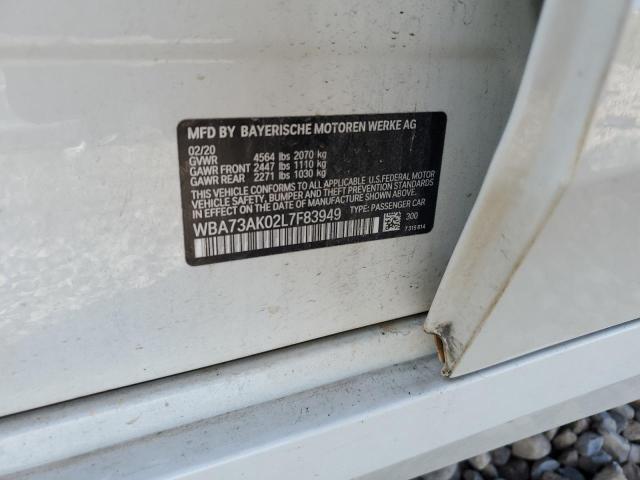 MFD BY BAYERISCHE MOTOREN WERKE AG
02/20
GVWR 4564 lbs 2070 kg
GAWR FRONT 2447 lbs 1110 kg
GAWR REAR 2271 lbs 1030 kg
THIS VEHICLE CONFORMS TO ALL APPLICABLE U.S.FEDERAL MOTOR
VEHICLE SAFETY, BUMPER, AND THEFT PREVENTION STANDARDS
IN EFFECT ON THE DATE OF MANUFACTURE SHOWN ABOVE.
WBA73AK02L7F83949 TYPE: PASSENGER CAR
300
7 315 814